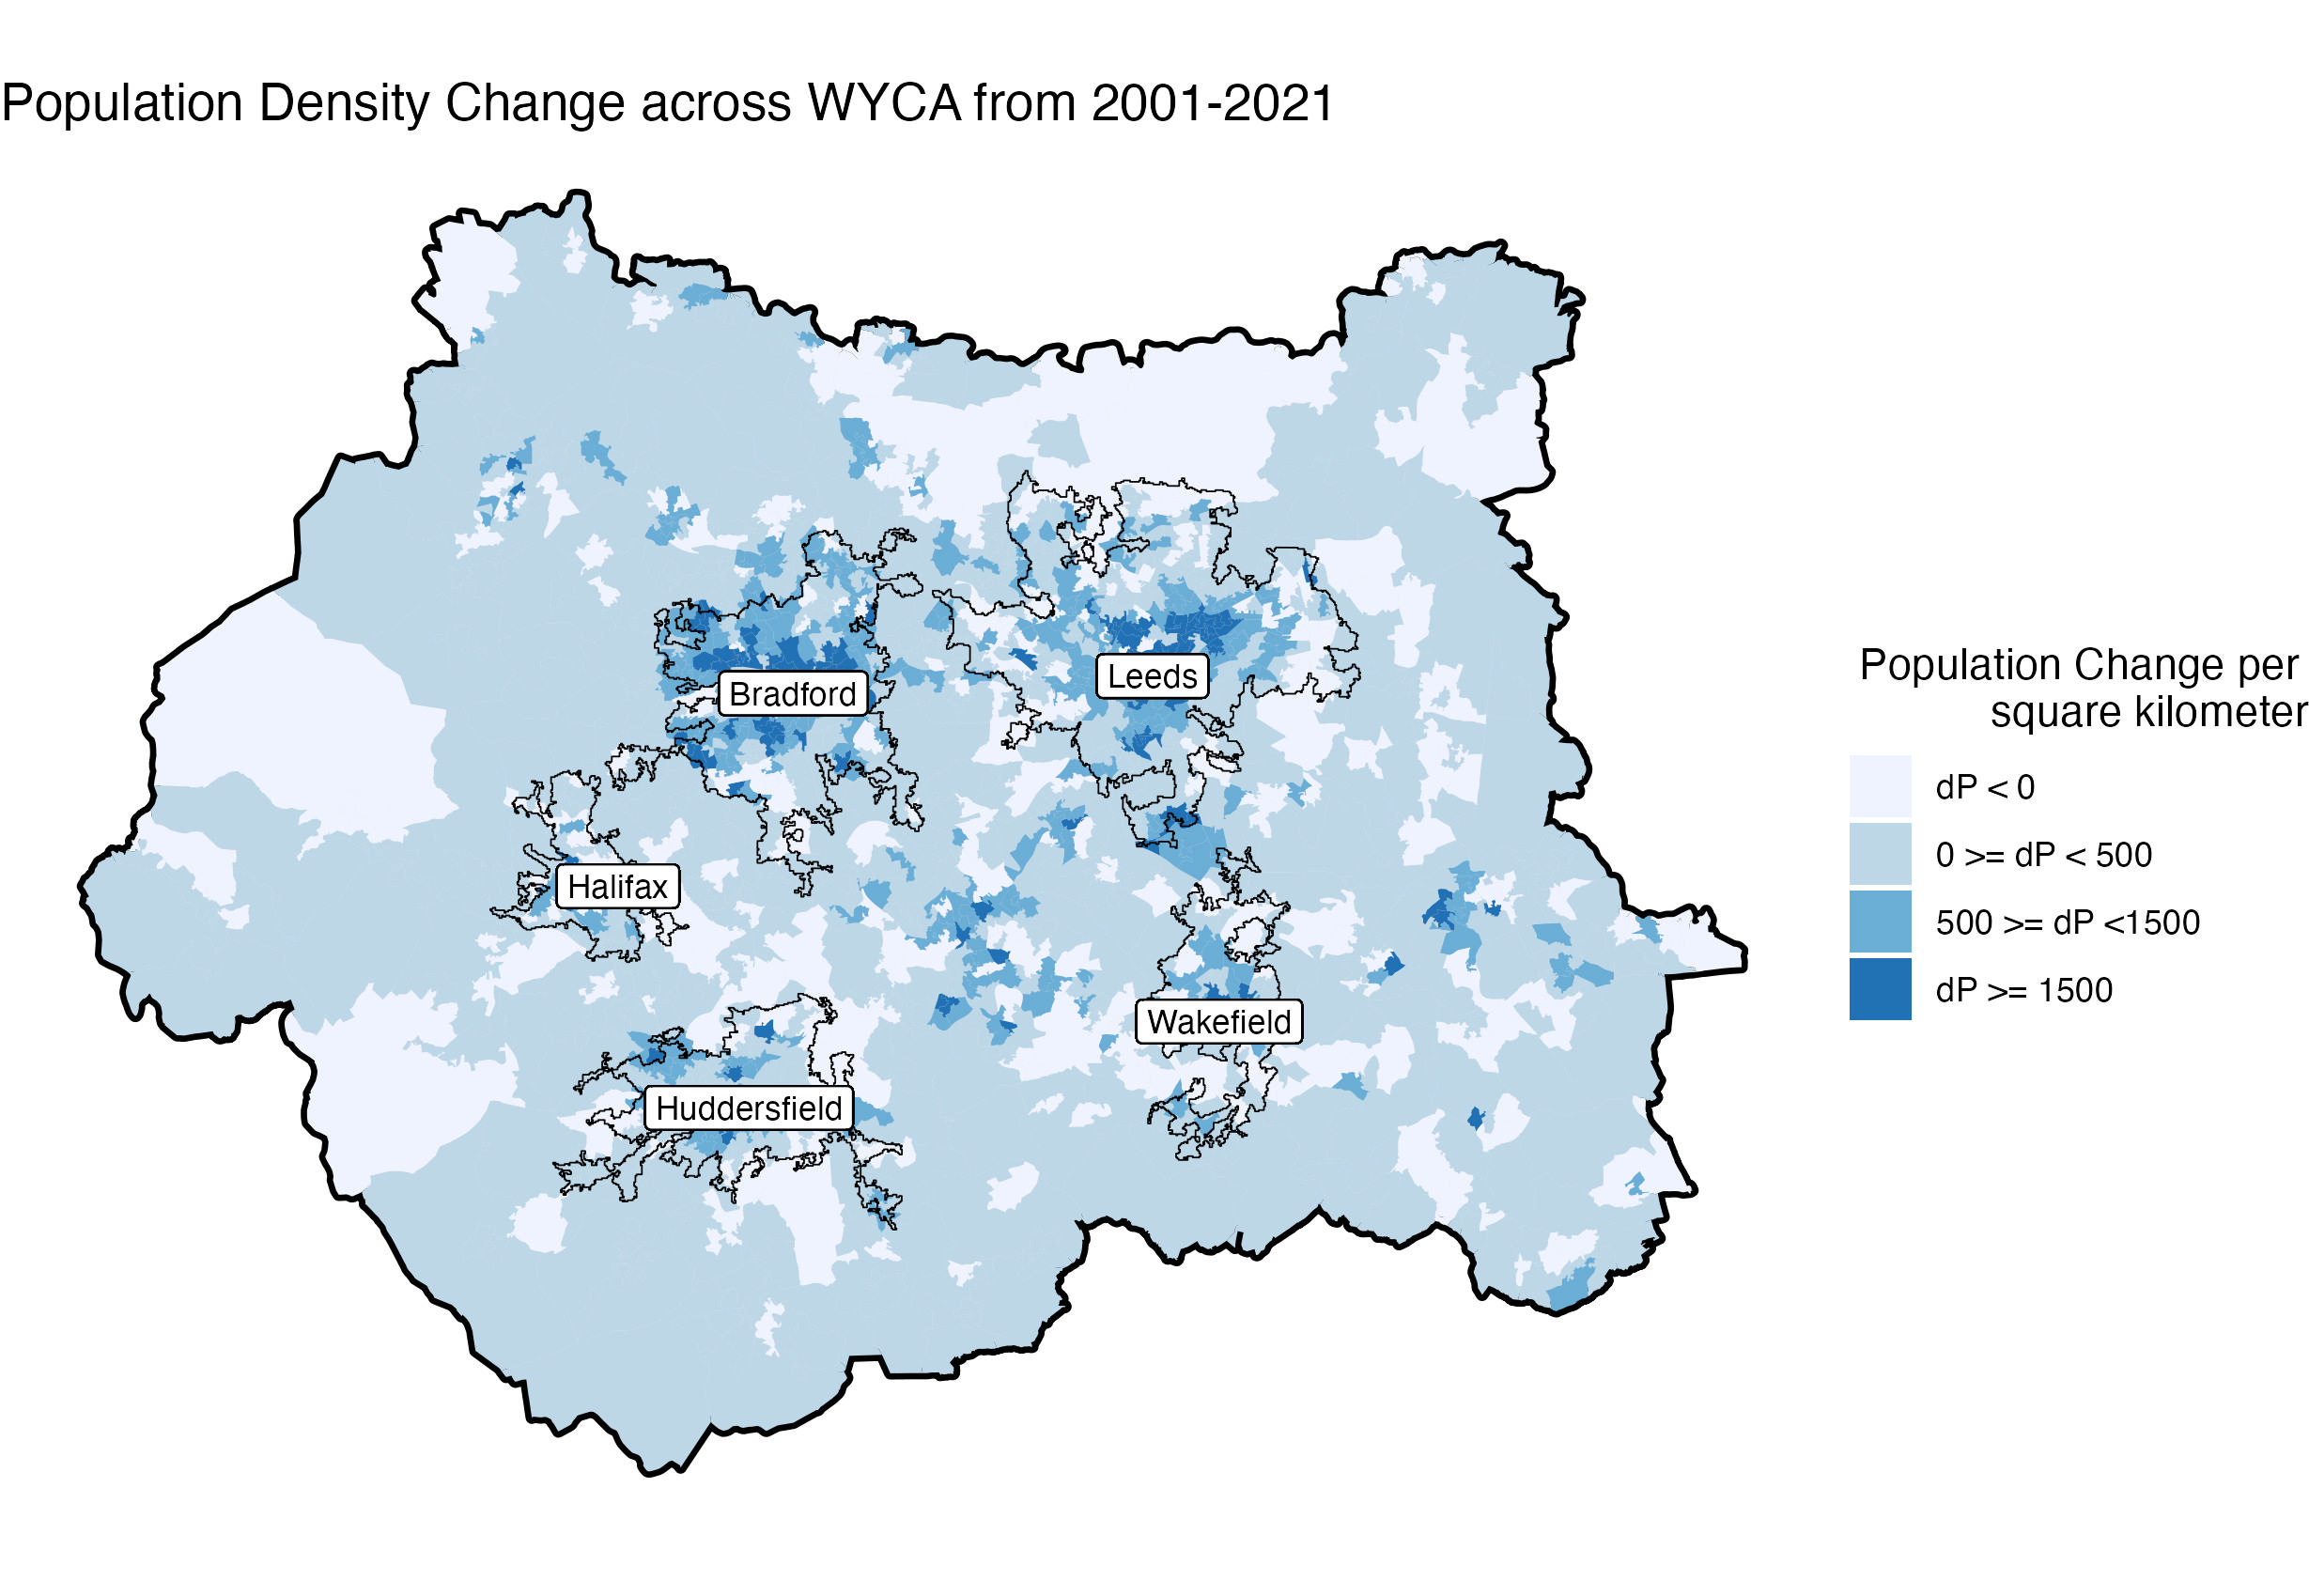 Population Density Change across WYCA from 2001-2021
Population Change per
square kilometer
dP < 0
0 >= dP < 500
500 >= dP <1500
dP >= 1500
Leeds
Bradford
Halifax
Wakefield
Huddersfield